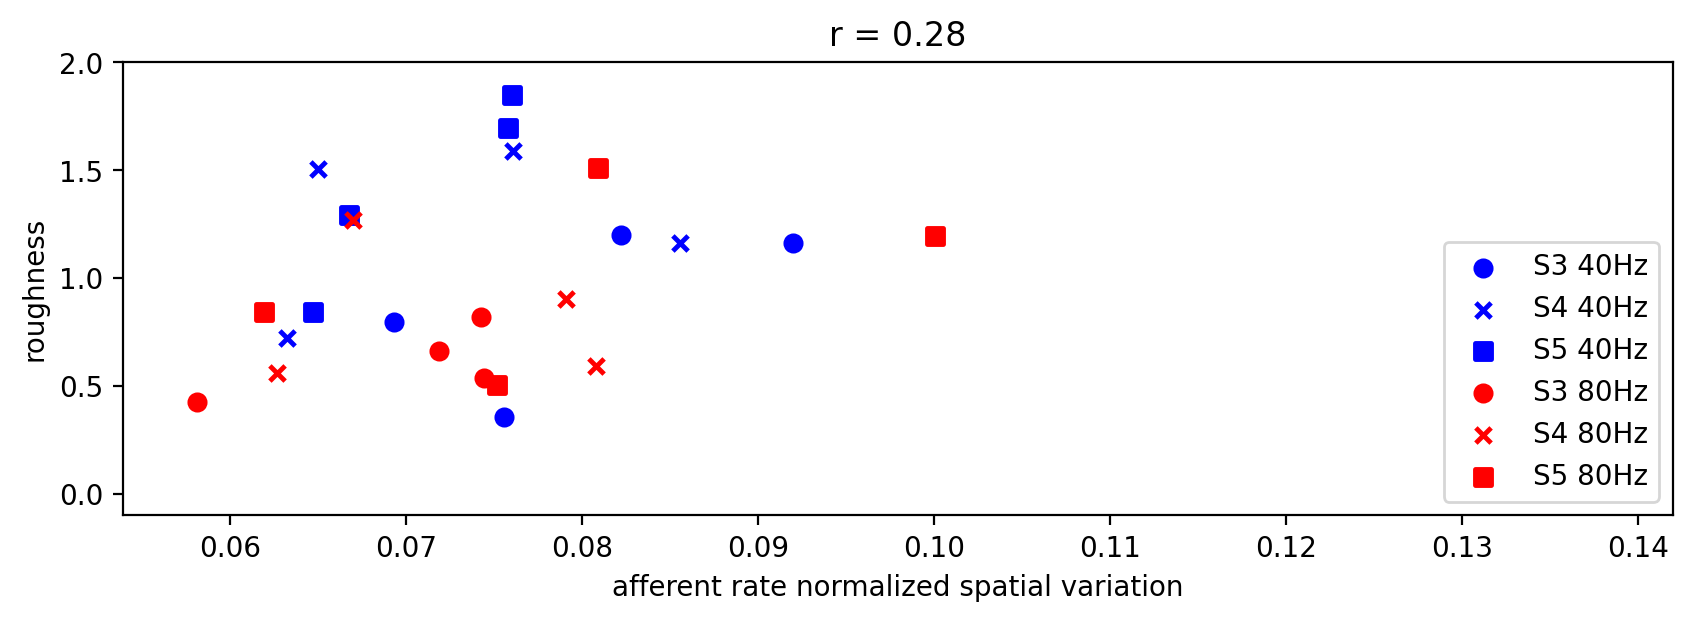 r = 0.28
2.0
1.5
1.0
0.5
0.0
roughness
S3 40Hz
S4 40Hz
S5 40Hz
S3 80Hz
S4 80Hz
S5 80Hz
0.06 0.07 0.08 0.09 0.10 0.11 0.12 0.13 0.14
afferent rate normalized spatial variation